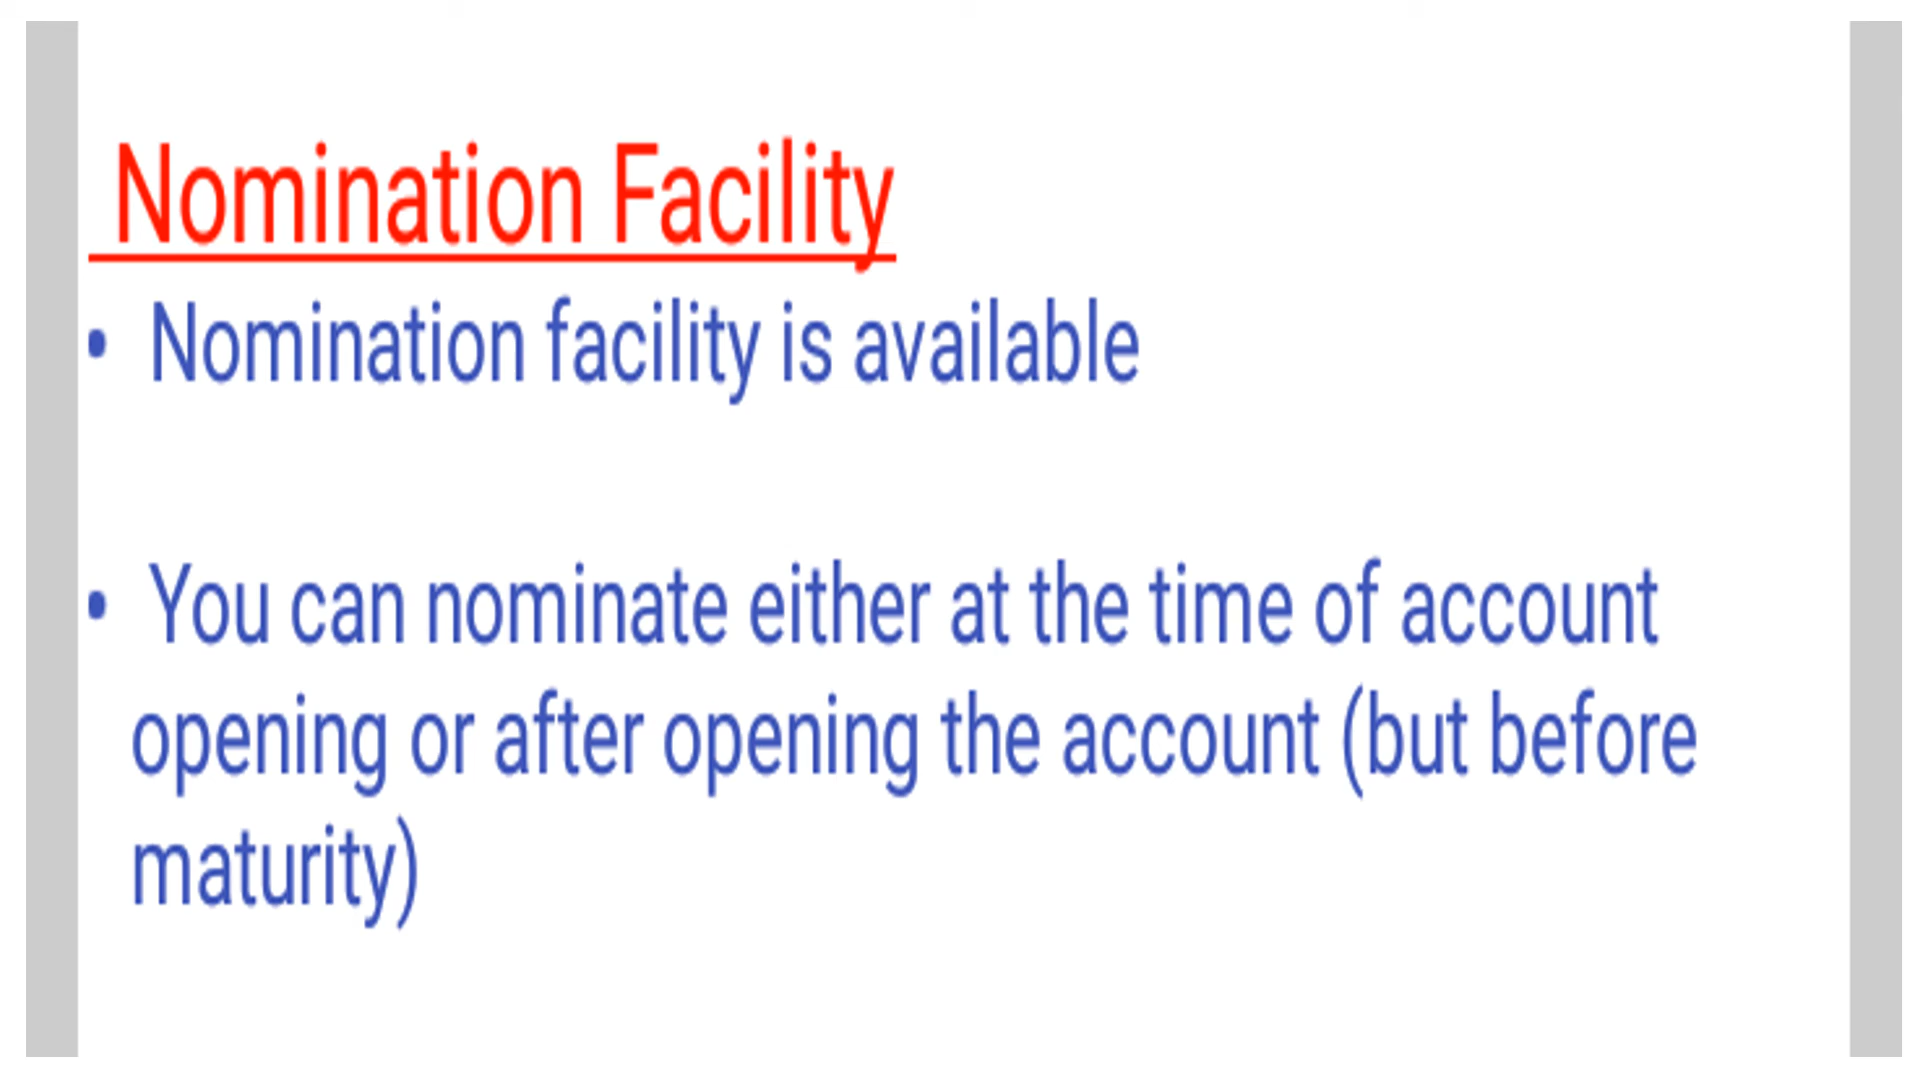 Nomination Facility
• Nomination facility is available
• You can nominate either at the time of account
opening or after opening the account (but before
maturity)